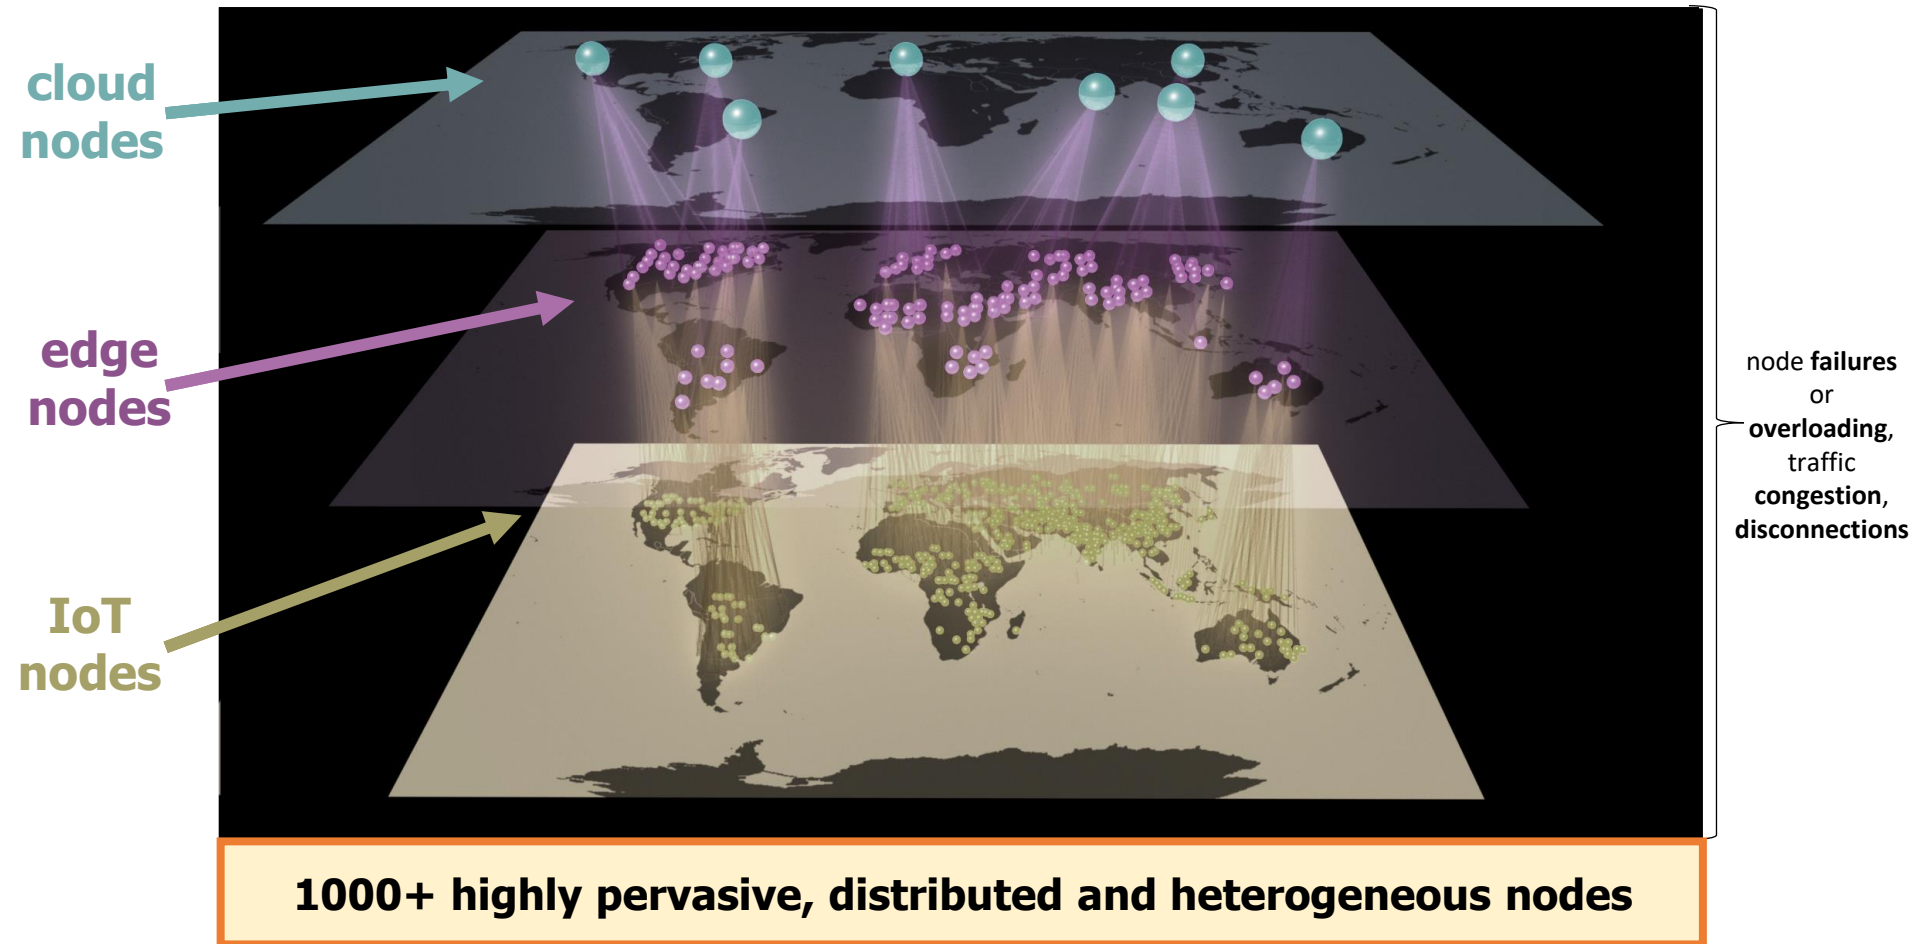 cloud
nodes
edge
nodes
IoT
nodes
node failures
or
overloading,
traffic
congestion,
disconnections
1000+ highly pervasive, distributed and heterogeneous nodes